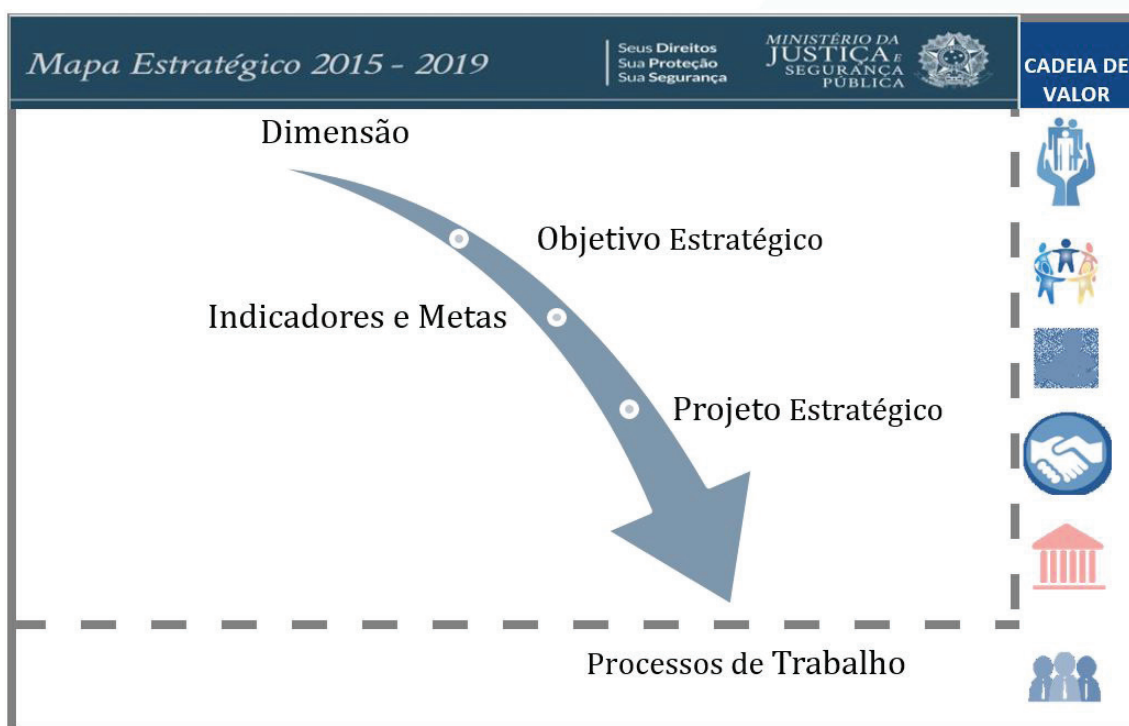 Mapa Estratégico 2015 - 2019
Seus Direitos
Sua Proteção
Sua Segurança
MINISTÉRIO DA
JUSTIÇA E
SEGURANÇA
PÚBLICA
CADEIA DE
VALOR
Dimensão
Objetivo Estratégico
Indicadores e Metas
Projeto Estratégico
Processos de Trabalho